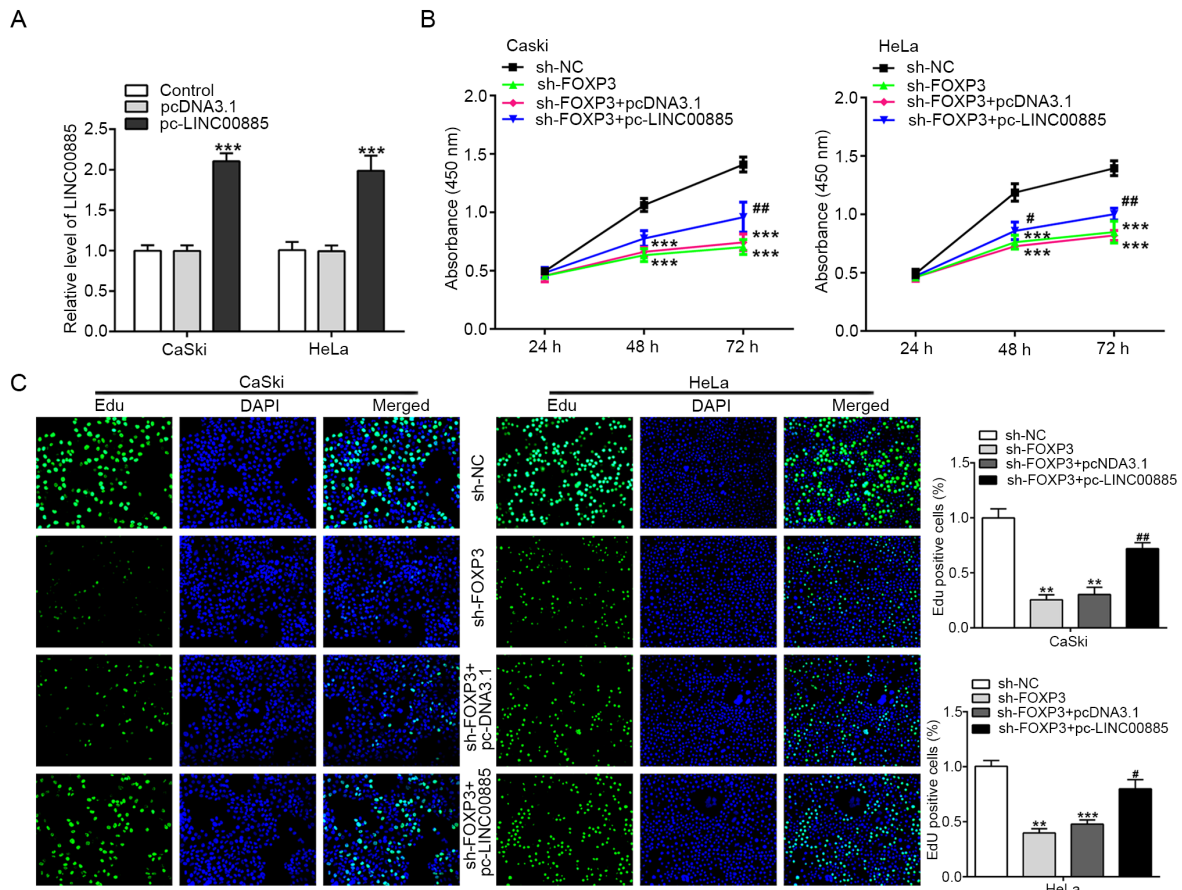 A
Control
pcDNA3.1
pc-LINC00885
Relative level of LINC00885
2.5
2.0
1.5
1.0
0.5
0.0
***
***
CaSki
HeLa
B
Caski
sh-NC
sh-FOXP3
sh-FOXP3+pcDNA3.1
sh-FOXP3+pc-LINC00885
Absorbance (450 nm)
2.0
1.5
1.0
0.5
0.0
##
***
***
***
***
24 h
48 h
72 h
HeLa
sh-NC
sh-FOXP3
sh-FOXP3+pcDNA3.1
sh-FOXP3+pc-LINC00885
Absorbance (450 nm)
2.0
1.5
1.0
0.5
0.0
#
***
***
##
***
***
24 h
48 h
72 h
C
CaSki
Edu
DAPI
Merged
HeLa
Edu
DAPI
Merged
sh-NC
sh-FOXP3
sh-FOXP3+
pc-DNA3.1
sh-FOXP3+
pc-LINC00885
sh-NC
sh-FOXP3
sh-FOXP3+pcNDA3.1
sh-FOXP3+pc-LINC00885
Edu positive cells (%)
1.5
1.0
0.5
0.0
**
**
##
CaSki
sh-NC
sh-FOXP3
sh-FOXP3+pcDNA3.1
sh-FOXP3+pc-LINC00885
EdU positive cells (%)
1.5
1.0
0.5
0.0
**
***
#
HeLa